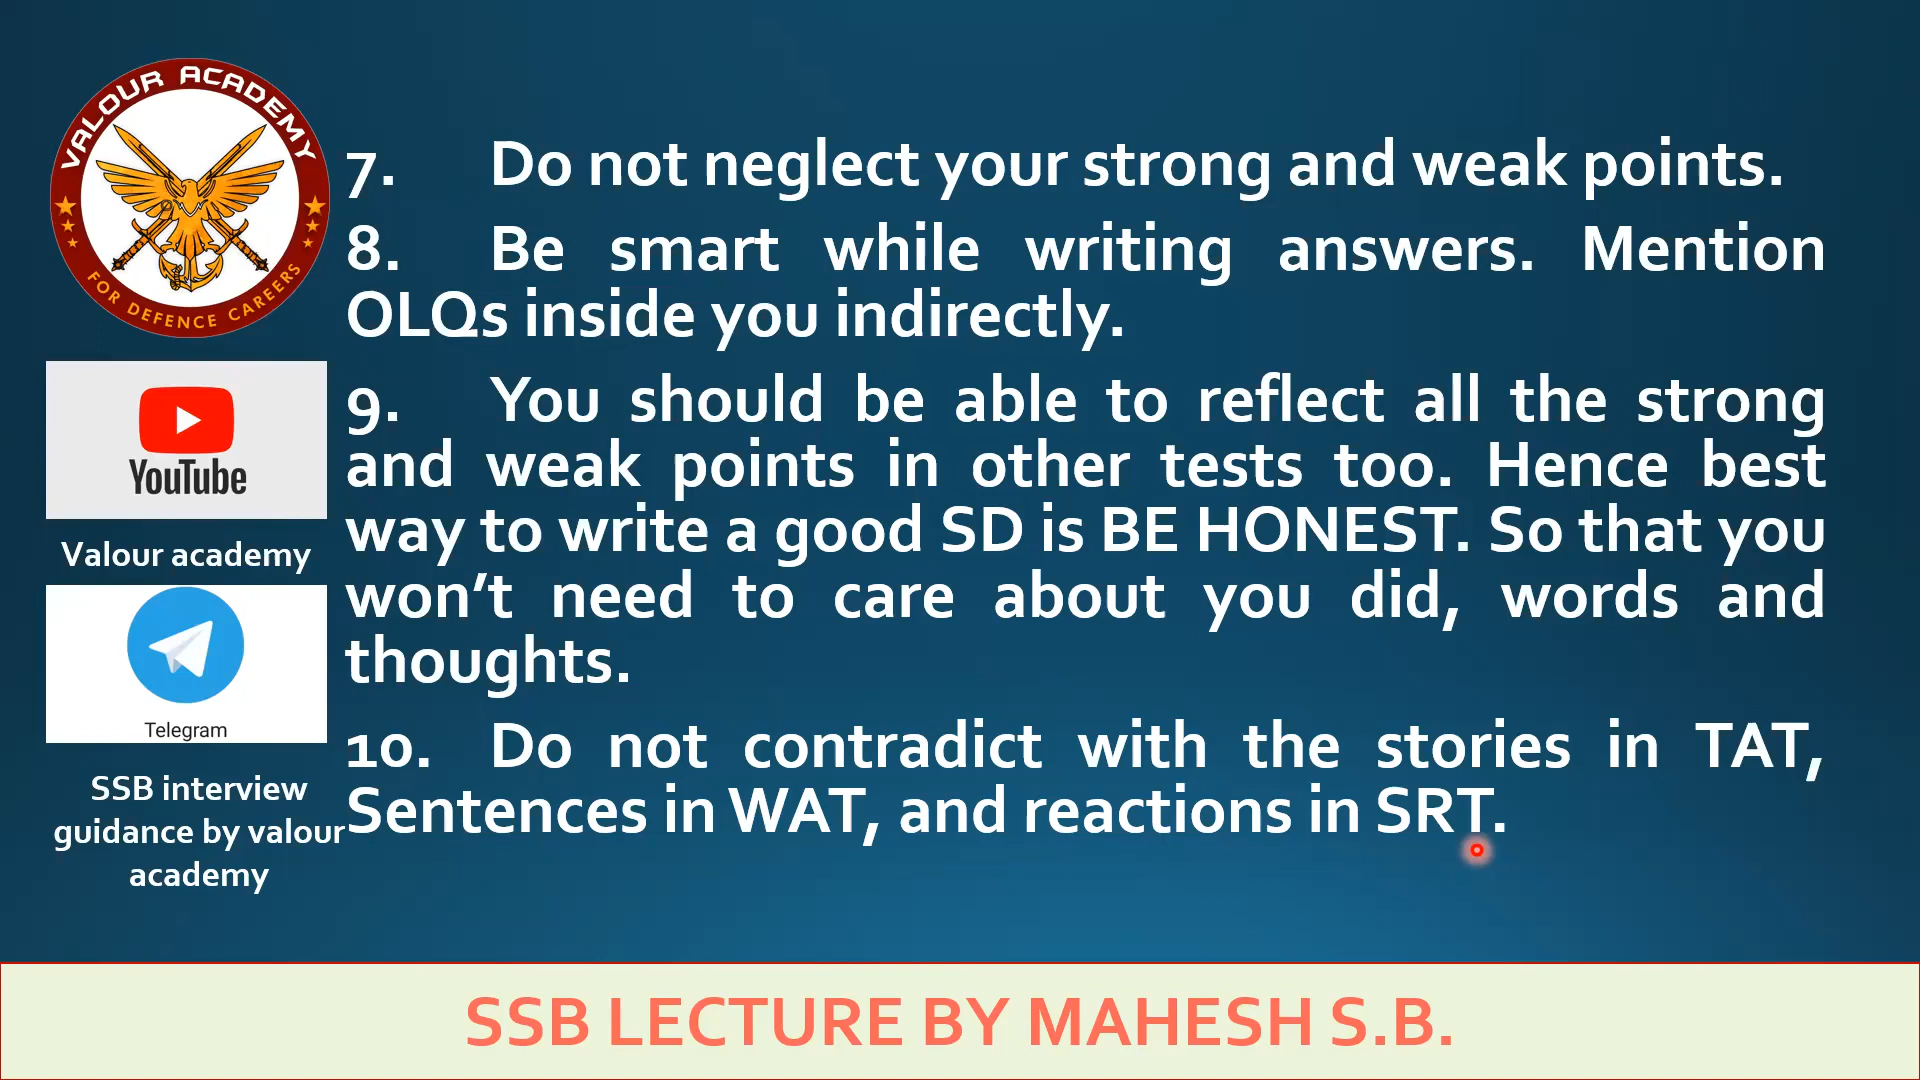 VALOUR ACADEMY
FOR DEFENCE CAREERS
YouTube
Valour academy
Telegram
SSB interview
guidance by valour
academy
7. Do not neglect your strong and weak points.
8. Be smart while writing answers. Mention
OLQs inside you indirectly.
9. You should be able to reflect all the strong
and weak points in other tests too. Hence best
way to write a good SD is BE HONEST. So that you
won’t need to care about you did, words and
thoughts.
10. Do not contradict with the stories in TAT,
Sentences in WAT, and reactions in SRT.
SSB LECTURE BY MAHESH S.B.